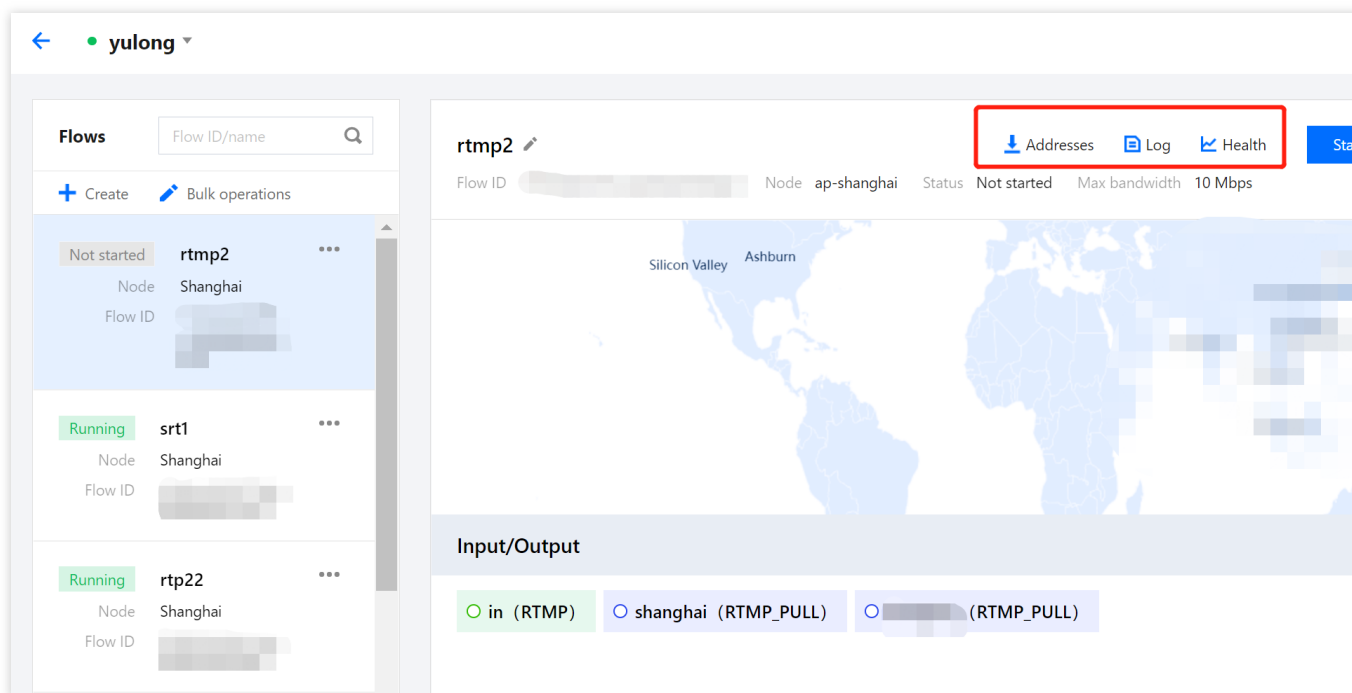 yulong
Flows
Flow ID/name
Create
Bulk operations
Not started
rtmp2
Node
Shanghai
Flow ID
Running
srt1
Node
Shanghai
Flow ID
Running
rtp22
Node
Shanghai
Flow ID
rtmp2
Addresses
Log
Health
Flow ID
Node ap-shanghai
Status Not started
Max bandwidth 10 Mbps
Silicon Valley
Ashburn
Input/Output
in（RTMP）
shanghai（RTMP_PULL）
（RTMP_PULL）